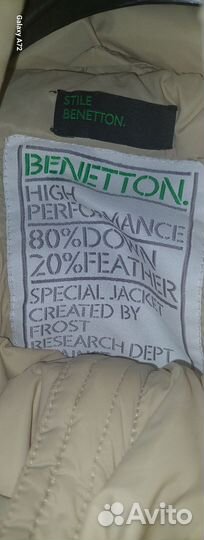 Galaxy A72
STILE
BENETTON.
BENETTON.
HIGH
PERFORMANCE
80%DOWN
20%FEATHER
SPECIAL JACKET
CREATED BY
FROST
RESEARCH DEPT
Avito